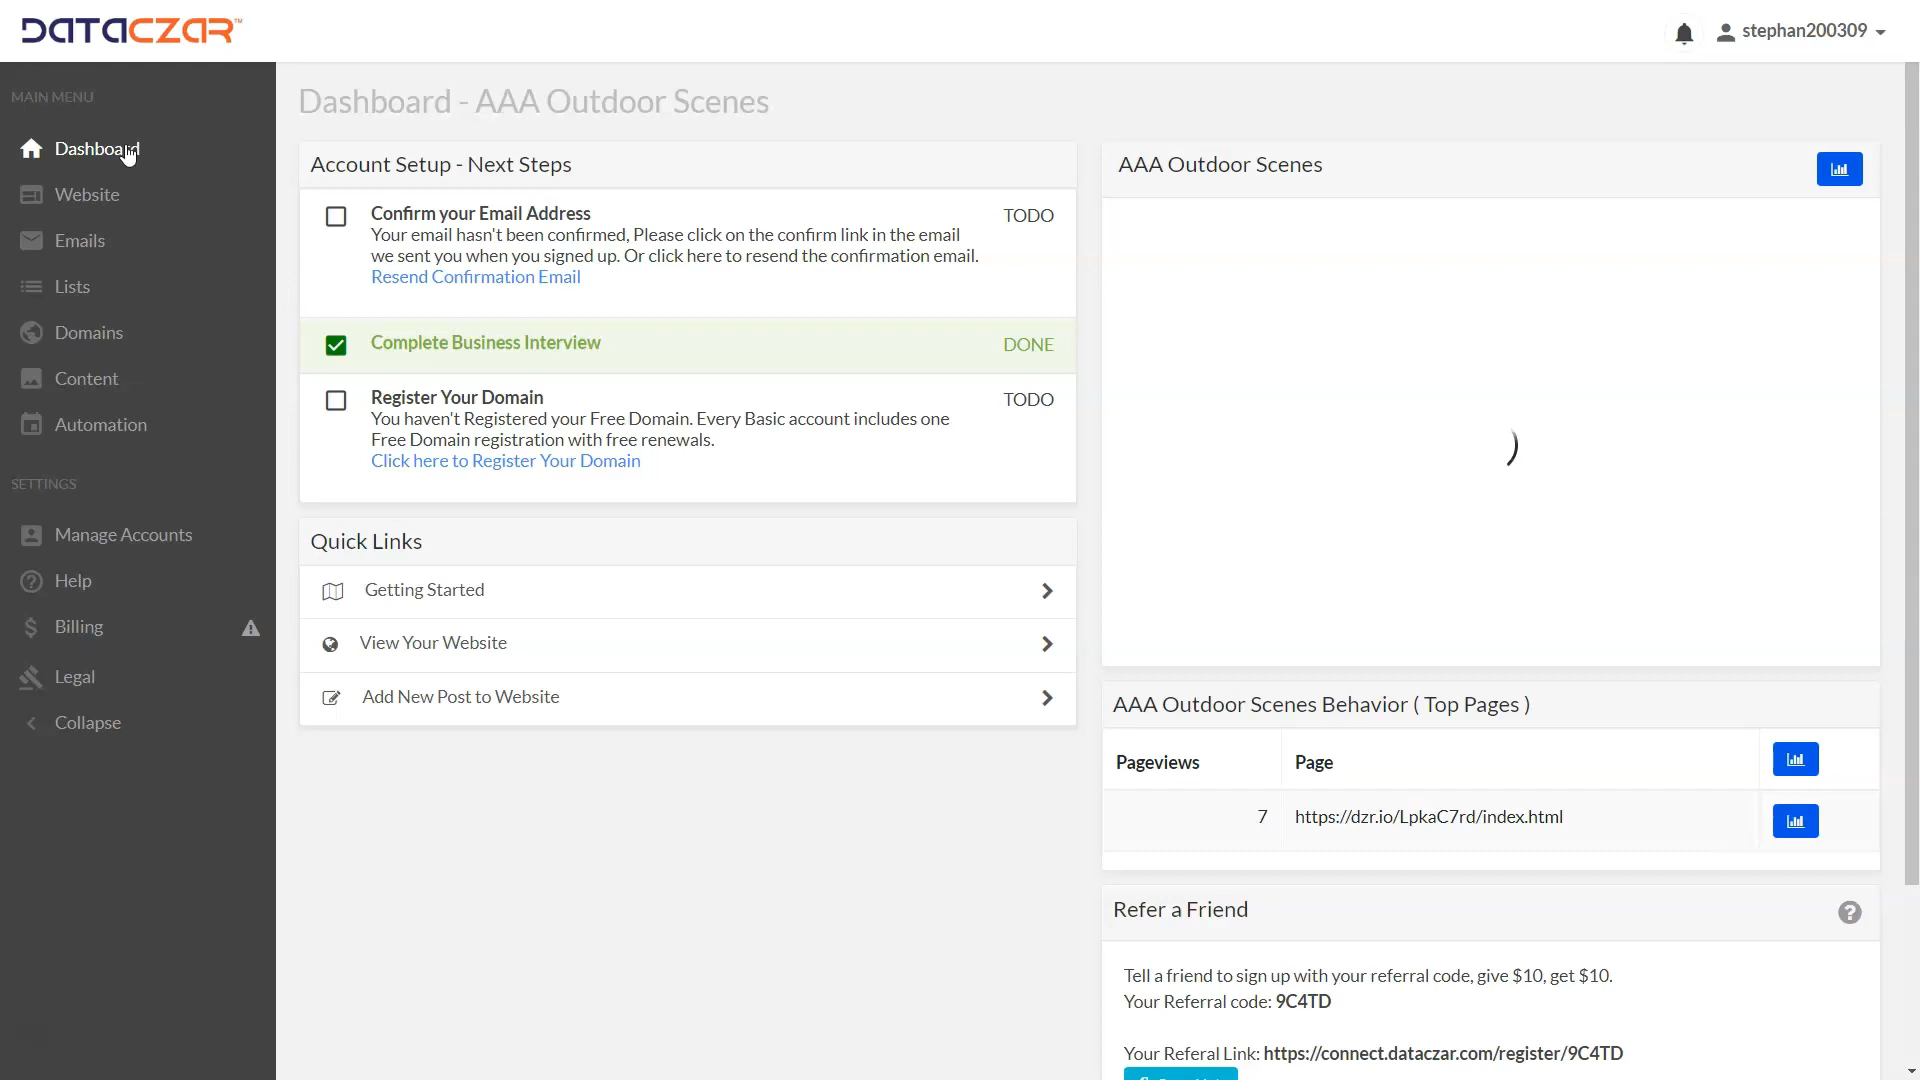 DATACZAR™
stephan200309
MAIN MENU
Dashboard
Website
Emails
Lists
Domains
Content
Automation
SETTINGS
Manage Accounts
Help
Billing
Legal
Collapse
Dashboard - AAA Outdoor Scenes
Account Setup - Next Steps
Confirm your Email Address
TODO
Your email hasn't been confirmed, Please click on the confirm link in the email
we sent you when you signed up. Or click here to resend the confirmation email.
Resend Confirmation Email
Complete Business Interview
DONE
Register Your Domain
TODO
You haven't Registered your Free Domain. Every Basic account includes one
Free Domain registration with free renewals.
Click here to Register Your Domain
Quick Links
Getting Started
View Your Website
Add New Post to Website
AAA Outdoor Scenes
AAA Outdoor Scenes Behavior ( Top Pages )
Pageviews Page
7 https://dzr.io/LpkaC7rd/index.html
Refer a Friend
Tell a friend to sign up with your referral code, give $10, get $10.
Your Referral code: 9C4TD
Your Referal Link: https://connect.dataczar.com/register/9C4TD